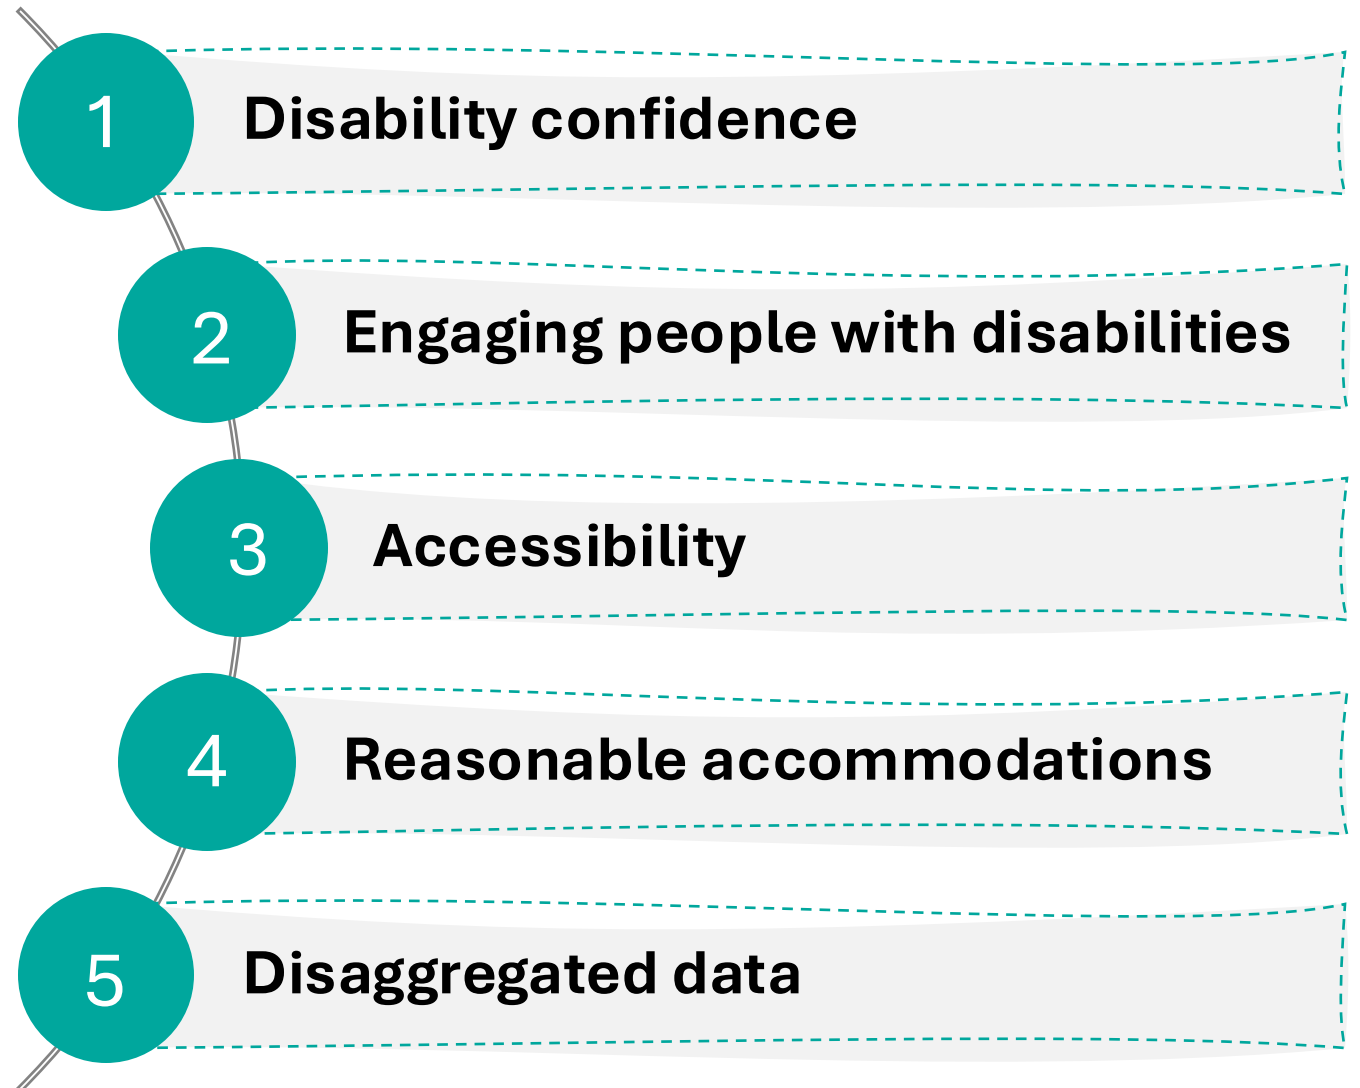 1 Disability confidence
2 Engaging people with disabilities
3 Accessibility
4 Reasonable accommodations
5 Disaggregated data